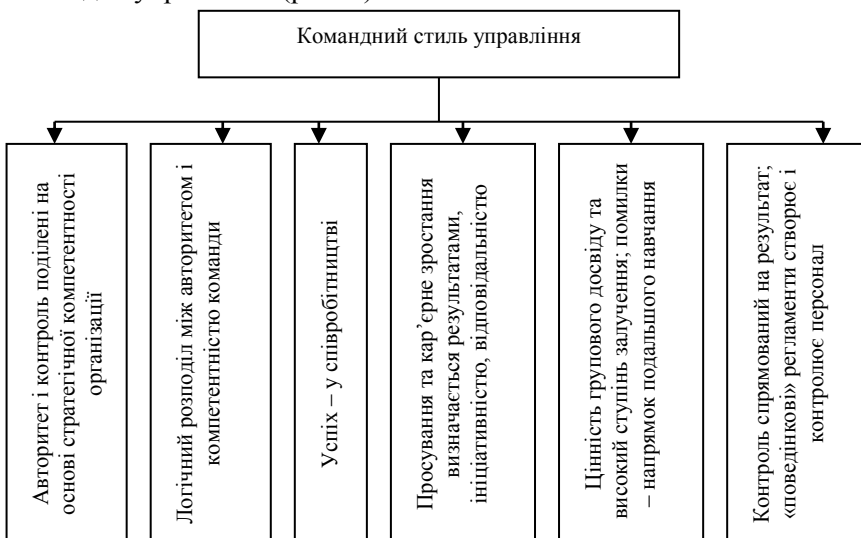 Командний стиль управління
Авторитет і контроль поділені на
основі стратегічної компетентності
організації
Логічний розподіл між авторитетом і
компетентністю команди
Успіх – у співробітництві
Просування та кар’єрне зростання
визначається результатами,
ініціативністю, відповідальністю
Цінність групового досвіду та
високий ступінь залучення; помилки
– напрямок подальшого навчання
Контроль спрямований на результат;
«поведінкові» регламенти створює і
контролює персонал